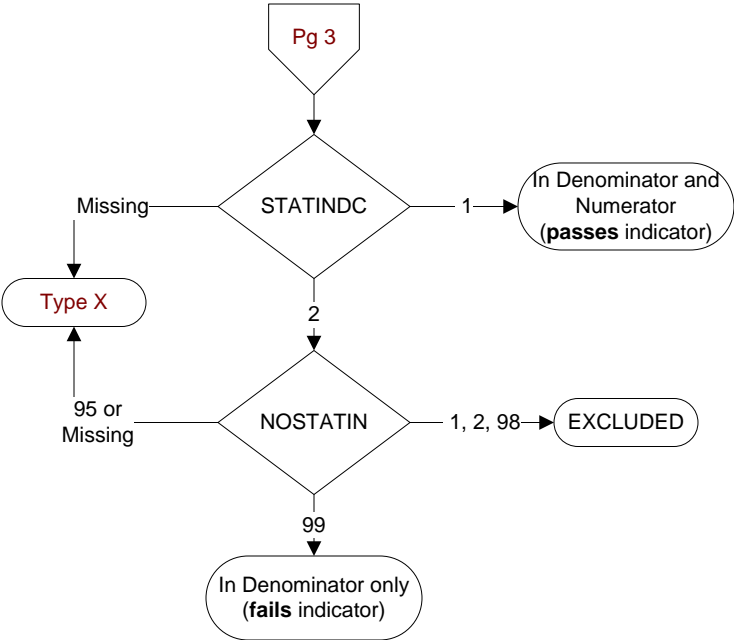 Pg 3
Missing
STATINDC
1
In Denominator and
Numerator
(passes indicator)
Type X
2
95 or
Missing
NOSTATIN
1, 2, 98
EXCLUDED
99
In Denominator only
(fails indicator)